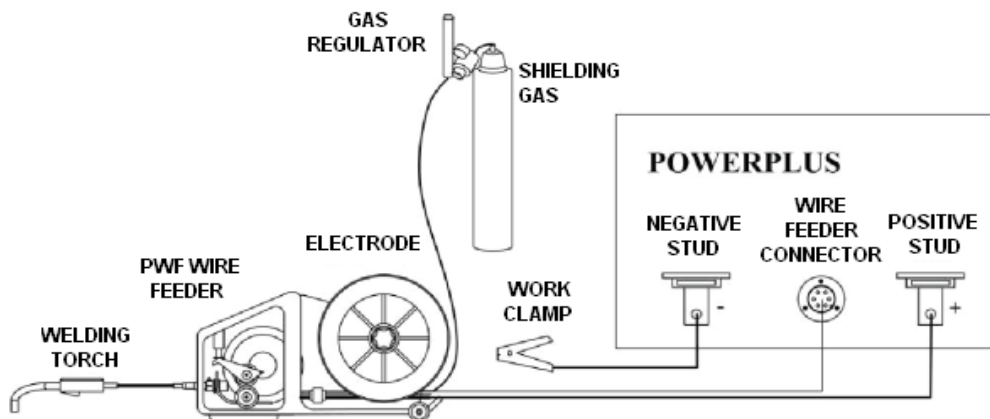 GAS
REGULATOR
SHIELDING
GAS
POWERPLUS
NEGATIVE
STUD
WIRE
FEEDER
CONNECTOR
POSITIVE
STUD
ELECTRODE
PWF WIRE
FEEDER
WORK
CLAMP
-
+
WELDING
TORCH